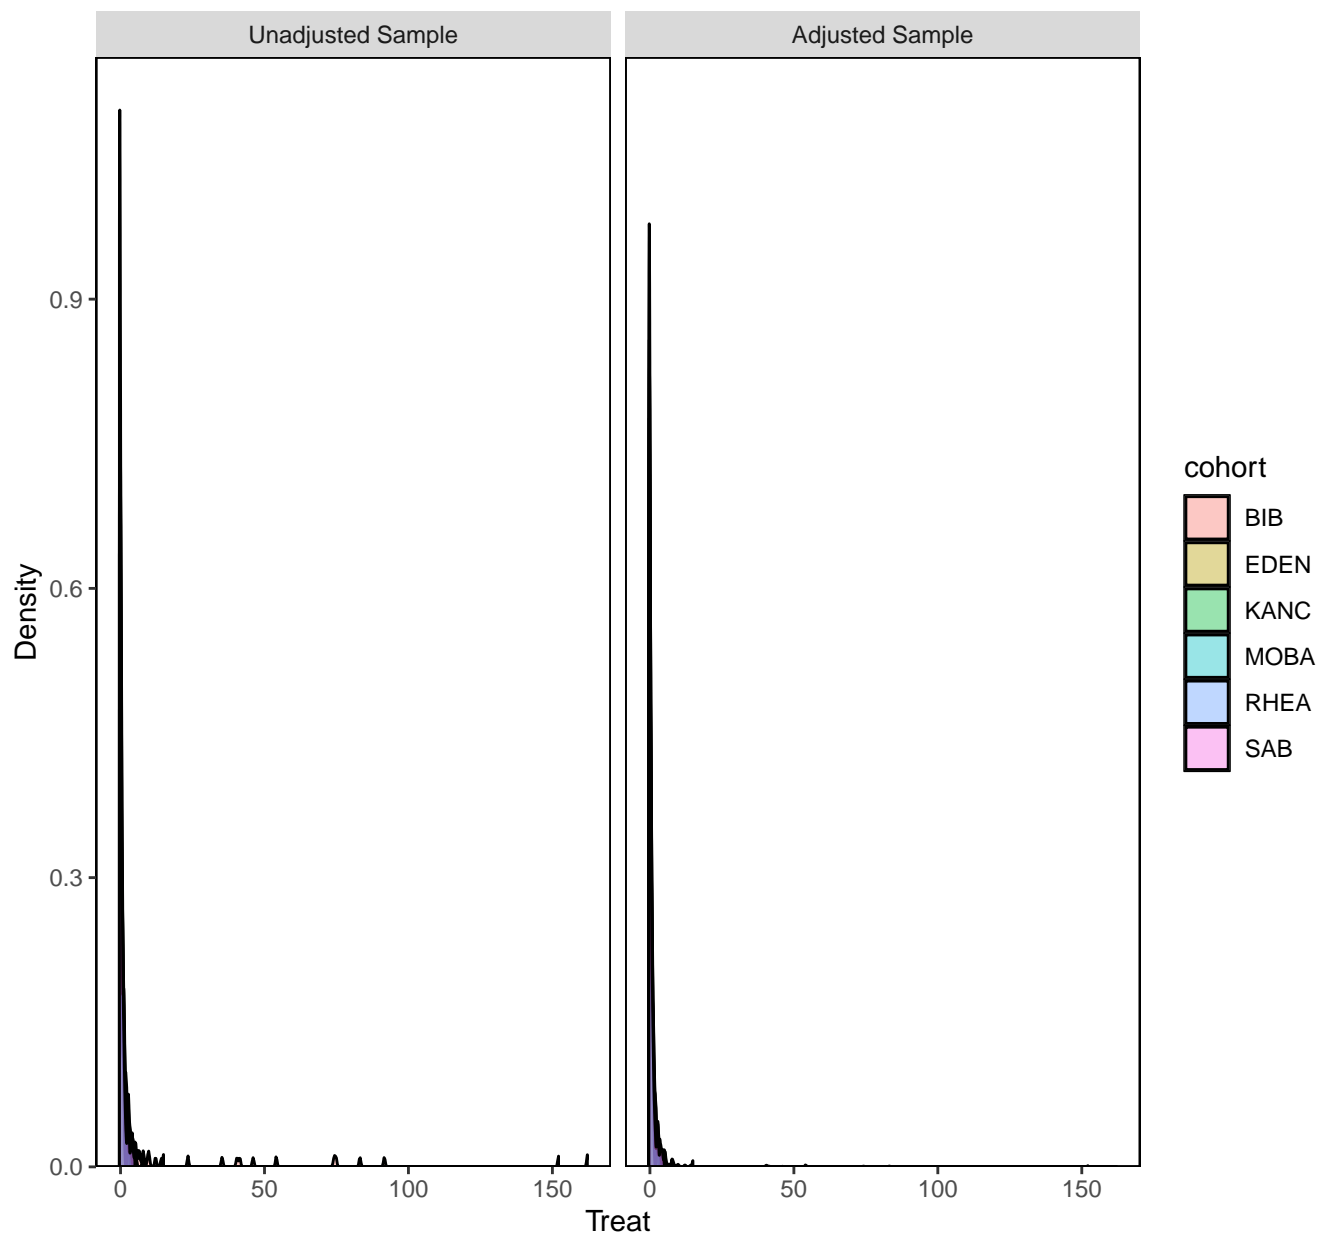 Unadjusted Sample
Adjusted Sample
0.9
0.6
0.3
0.0
Density
0
50
100
150
0
50
100
150
Treat
cohort
BIB
EDEN
KANC
MOBA
RHEA
SAB